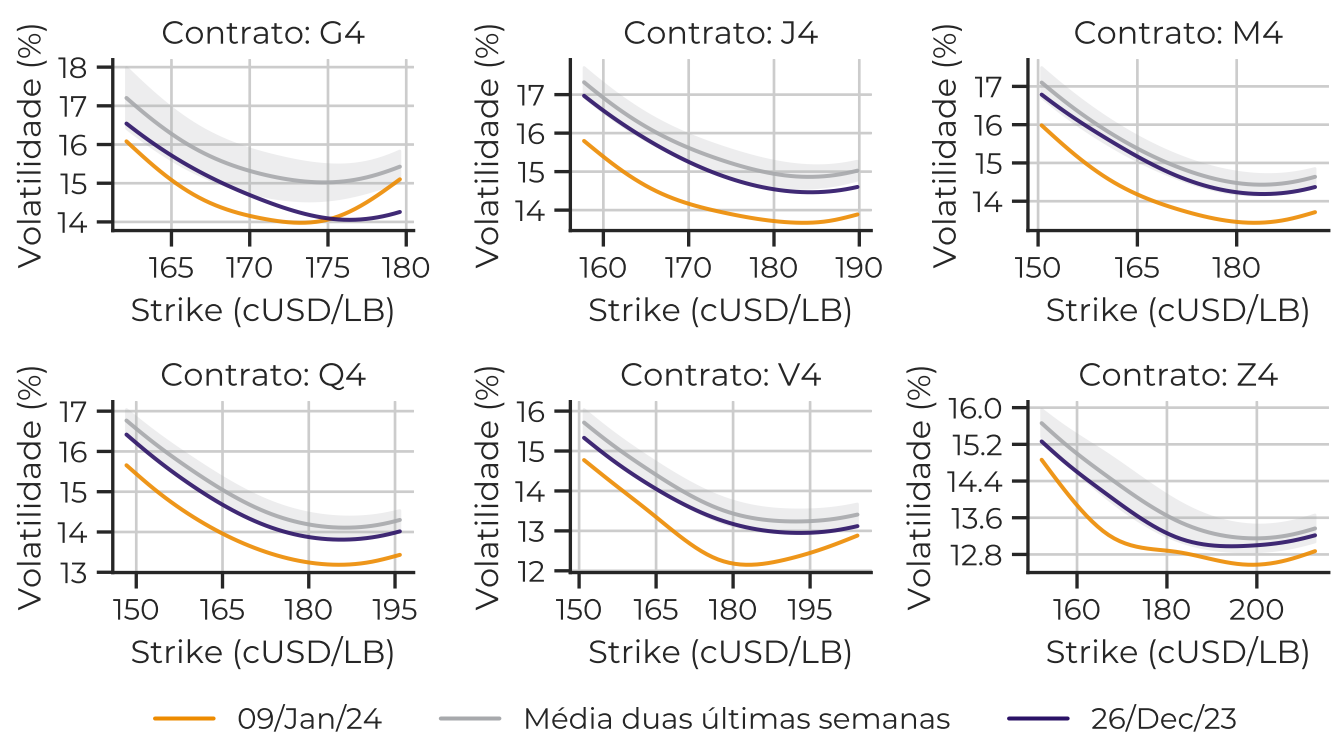 Contrato: G4
Volatilidade (%)
18
17
16
15
14
165 170 175 180
Strike (cUSD/LB)
Contrato: J4
Volatilidade (%)
17
16
15
14
160 170 180 190
Strike (cUSD/LB)
Contrato: M4
Volatilidade (%)
17
16
15
14
150 165 180
Strike (cUSD/LB)
Contrato: Q4
Volatilidade (%)
17
16
15
14
13
150 165 180 195
Strike (cUSD/LB)
Contrato: V4
Volatilidade (%)
16
15
14
13
12
150 165 180 195
Strike (cUSD/LB)
Contrato: Z4
Volatilidade (%)
16.0
15.2
14.4
13.6
12.8
160 180 200
Strike (cUSD/LB)
09/Jan/24 Média duas últimas semanas 26/Dec/23